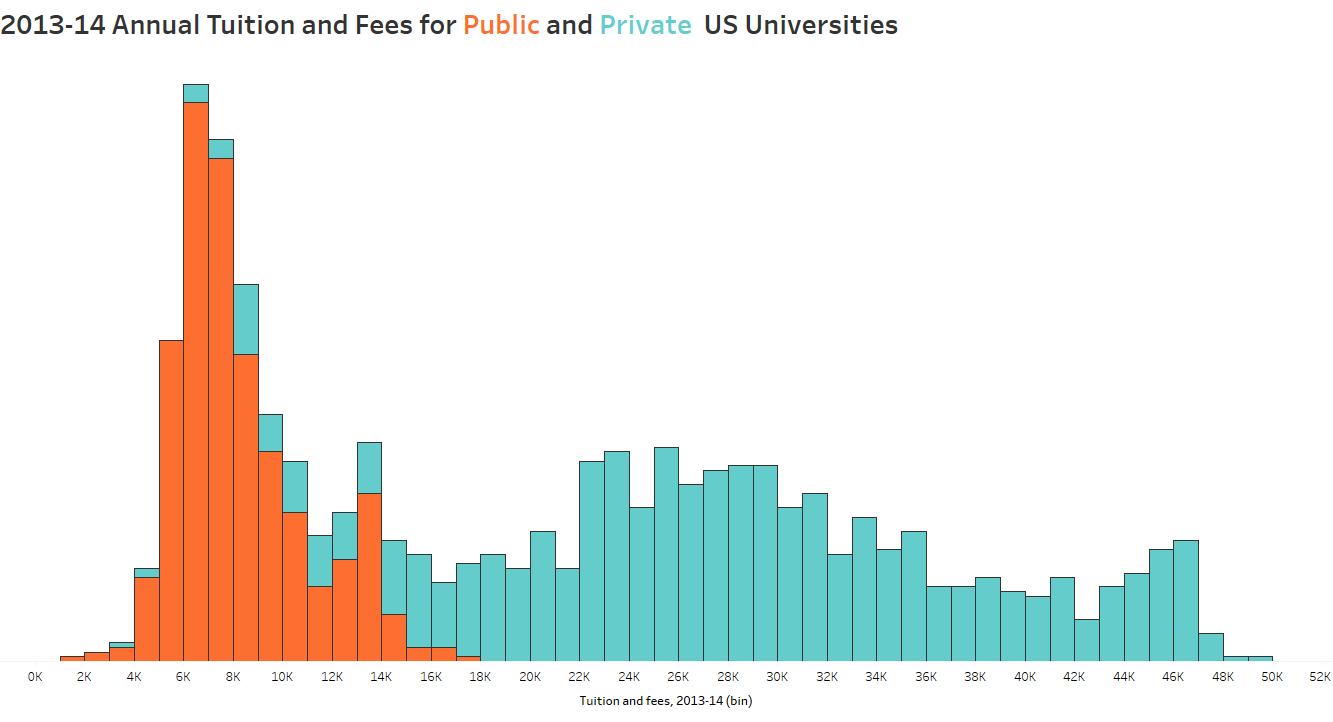 2013-14 Annual Tuition and Fees for Public and Private US Universities
0K 2K 4K 6K 8K 10K 12K 14K 16K 18K 20K 22K 24K 26K 28K 30K 32K 34K 36K 38K 40K 42K 44K 46K 48K 50K 52K
Tuition and fees, 2013-14 (bin)